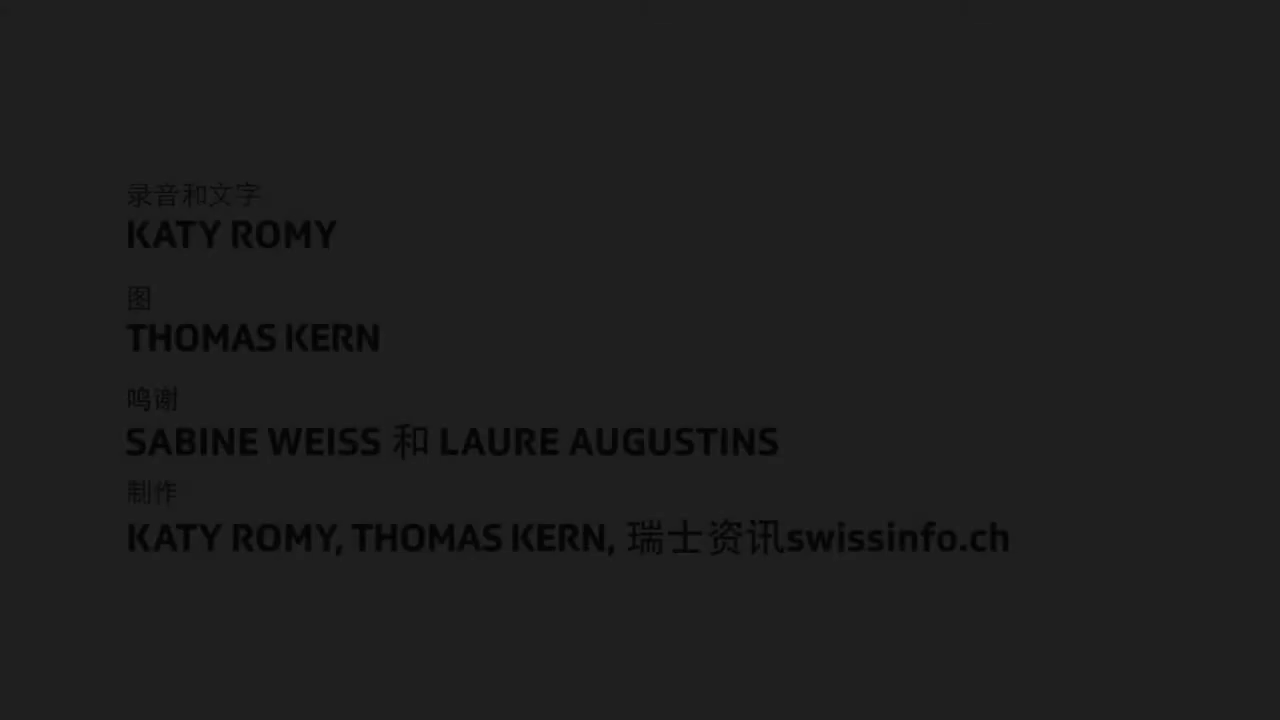 录音和文字
KATY ROMY
图
THOMAS KERN
鸣谢
SABINE WEISS 和 LAURE AUGUSTINS
制作
KATY ROMY, THOMAS KERN, 瑞士资讯swissinfo.ch